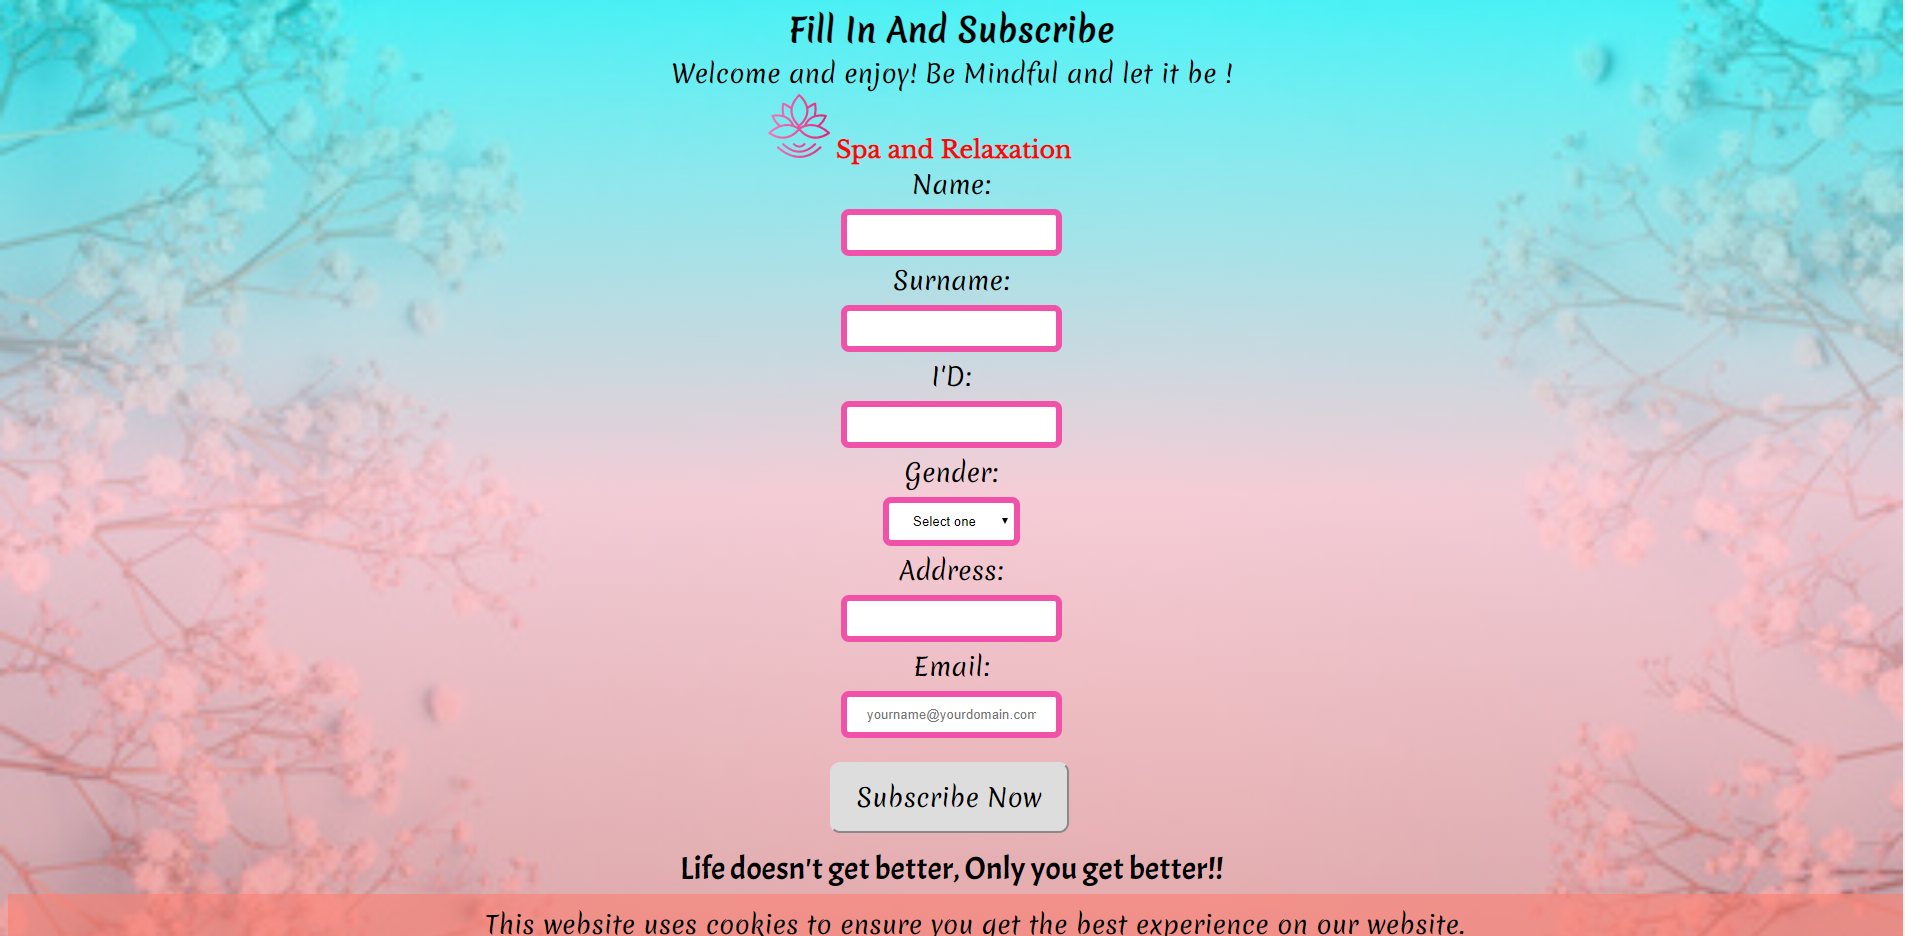 Fill In And Subscribe
Welcome and enjoy! Be Mindful and let it be !
Spa and Relaxation
Name:
Surname:
I'D:
Gender:
Select one
Address:
Email:
yourname@yourdomain.com
Subscribe Now
Life doesn't get better, Only you get better!!
This website uses cookies to ensure you get the best experience on our website.